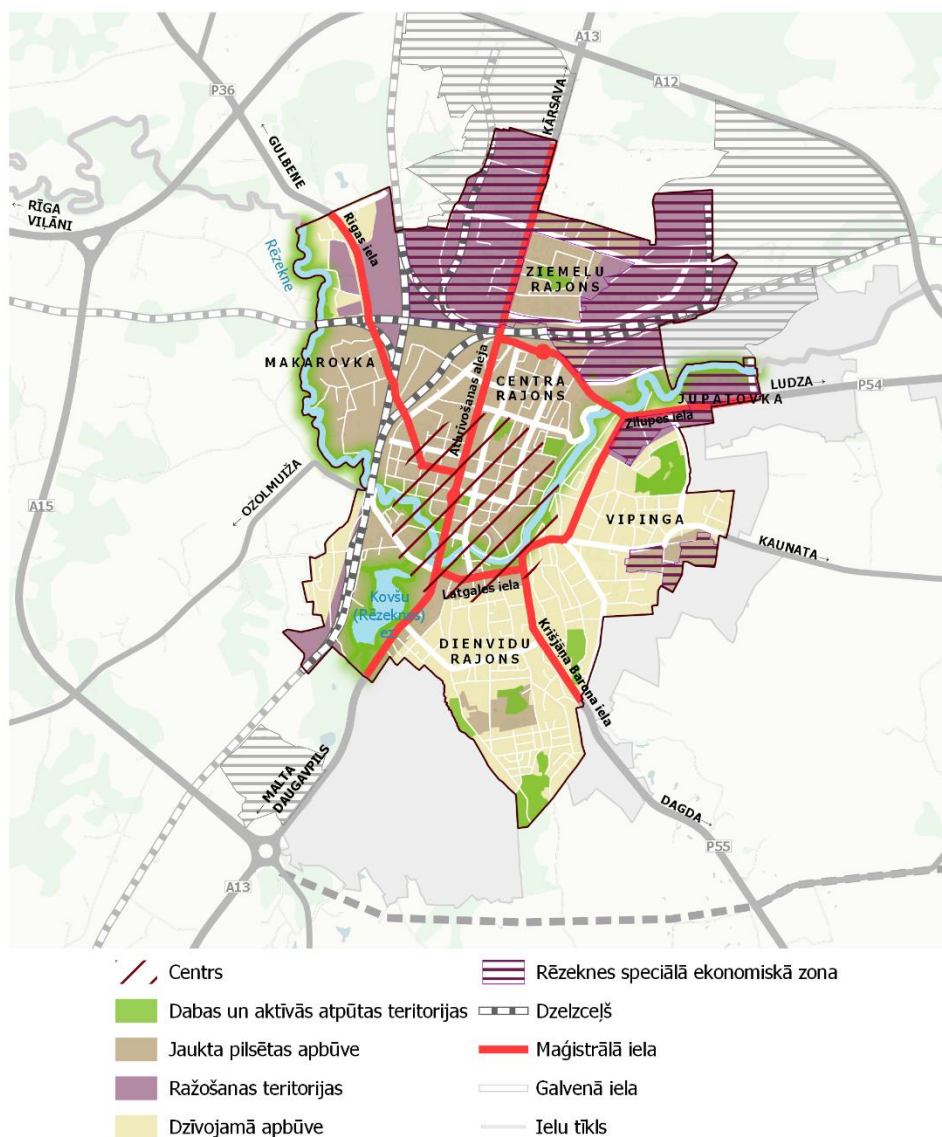 A13
A12
P36
KĀRSAVA→
←GULBENE
← RĪGA
VIĻĀNI
Rīgas iela
Rēzekne
ZIEMEĻU
RAJONS
MAKAROVKA
Atbrīvošanas aleja
CENTRA
RAJONS
LUDZA→
P54
JUPATOVKA
Zilupes iela
←OZOLMUIŽA
A15
VIPINGA
KAUNATA→
Latgales iela
Kovšu
(Rēzeknes)
ez.
DIENVIDU
RAJONS
Krišjāņa Barona iela
←MALTA
DAUGAVPILS
DAGDA→
P55
A13
Centrs
Dabas un aktīvās atpūtas teritorijas
Jaukta pilsētas apbūve
Ražošanas teritorijas
Dzīvojamā apbūve
Rēzeknes speciālā ekonomiskā zona
Dzelzceļš
Maģistrālā iela
Galvenā iela
Ielu tīkls